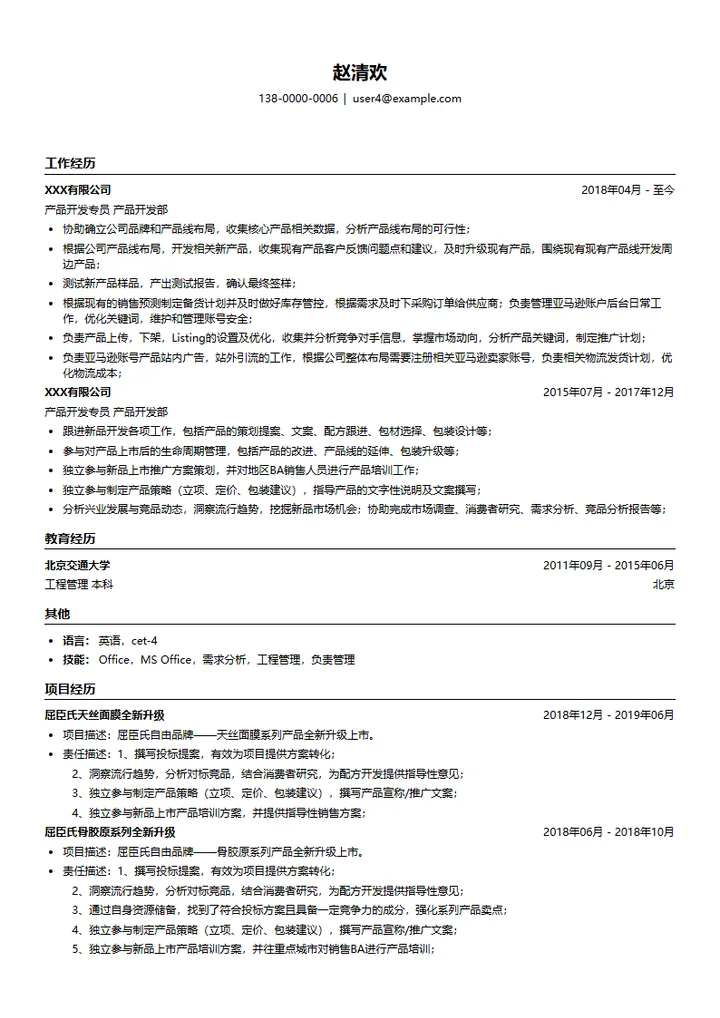 赵清欢
138-0000-0006 | user4@example.com
工作经历
XXX有限公司 2018年04月 - 至今
产品开发专员 产品开发部
• 协助确立公司品牌和产品线布局，收集核心产品相关数据，分析产品线布局的可行性；
• 根据公司产品线布局，开发相关新产品，收集现有产品客户反馈问题点和建议，及时升级现有产品，围绕现有现有产品线开发周
边产品；
• 测试新产品样品，产出测试报告，确认最终签样；
• 根据现有的销售预测制定备货计划并及时做好库存管控，根据需求及时下采购订单给供应商；负责管理亚马逊账户后台日常工
作，优化关键词，维护和管理账号安全；
• 负责产品上传，下架，Listing的设置及优化，收集并分析竞争对手信息，掌握市场动向，分析产品关键词，制定推广计划；
• 负责亚马逊账号产品站内广告，站外引流的工作，根据公司整体布局需要注册相关亚马逊卖家账号，负责相关物流发货计划，优
化物流成本；
XXX有限公司 2015年07月 - 2017年12月
产品开发专员 产品开发部
• 跟进新品开发各项工作，包括产品的策划提案、文案、配方跟进、包材选择、包装设计等；
• 参与对产品上市后的生命周期管理，包括产品的改进、产品线的延伸、包装升级等；
• 独立参与新品上市推广方案策划，并对地区BA销售人员进行产品培训工作；
• 独立参与制定产品策略（立项、定价、包装建议），指导产品的文字性说明及文案撰写；
• 分析兴业发展与竞品动态，洞察流行趋势，挖掘新品市场机会；协助完成市场调查、消费者研究、需求分析、竞品分析报告等；
教育经历
北京交通大学 2011年09月 - 2015年06月
工程管理 本科 北京
其他
• 语言： 英语，cet-4
• 技能： Office，MS Office，需求分析，工程管理，负责管理
项目经历
屈臣氏天丝面膜全新升级 2018年12月 - 2019年06月
• 项目描述：屈臣氏自由品牌——天丝面膜系列产品全新升级上市。
• 责任描述：1、撰写投标提案，有效为项目提供方案转化；
2、洞察流行趋势，分析对标竞品，结合消费者研究，为配方开发提供指导性意见；
3、独立参与制定产品策略（立项、定价、包装建议），撰写产品宣称/推广文案；
4、独立参与新品上市产品培训方案，并提供指导性销售方案；
屈臣氏骨胶原系列全新升级 2018年06月 - 2018年10月
• 项目描述：屈臣氏自由品牌——骨胶原系列产品全新升级上市。
• 责任描述：1、撰写投标提案，有效为项目提供方案转化；
2、洞察流行趋势，分析对标竞品，结合消费者研究，为配方开发提供指导性意见；
3、通过自身资源储备，找到了符合投标方案且具备一定竞争力的成分，强化系列产品卖点；
4、独立参与制定产品策略（立项、定价、包装建议），撰写产品宣称/推广文案；
5、独立参与新品上市产品培训方案，并往重点城市对销售BA进行产品培训；